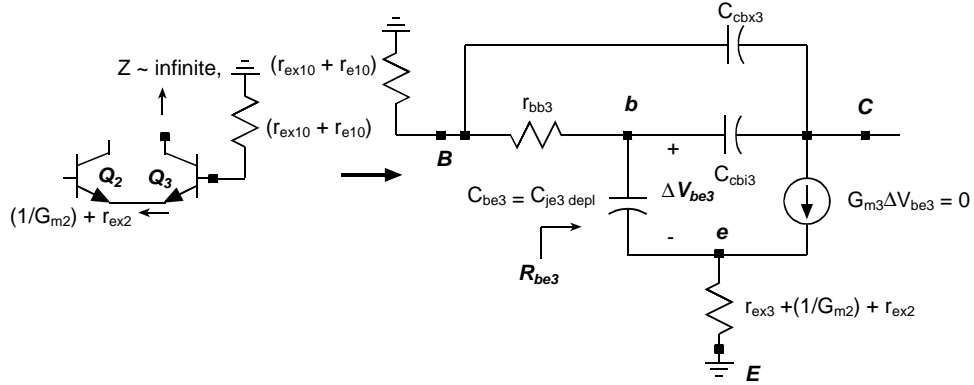 C_cbx3
Z ~ infinite,
(r_ex10 + r_e10)
(r_ex10 + r_e10)
r_bb3
b
C
B
Q_2
Q_3
+
C_cbi3
(1/G_m2) + r_ex2
C_be3 = C_je3 depl
ΔV_be3
G_m3ΔV_be3 = 0
-
e
R_be3
r_ex3 +(1/G_m2) + r_ex2
E